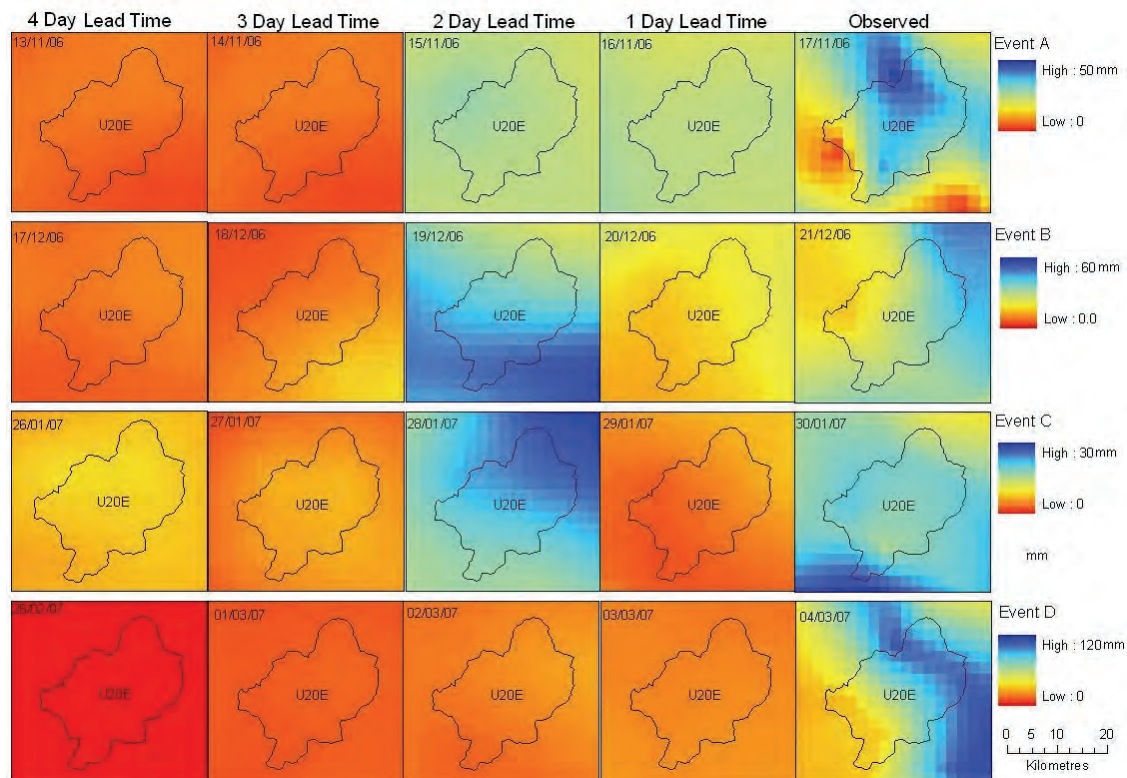 4 Day Lead Time
3 Day Lead Time
2 Day Lead Time
1 Day Lead Time
Observed
13/11/06
14/11/06
15/11/06
16/11/06
17/11/06
Event A
High : 50 mm
Low : 0
U20E
U20E
U20E
U20E
U20E
17/12/06
18/12/06
19/12/06
20/12/06
21/12/06
Event B
High : 60 mm
Low : 0.0
U20E
U20E
U20E
U20E
U20E
26/01/07
27/01/07
28/01/07
29/01/07
30/01/07
Event C
High : 30 mm
Low : 0
U20E
U20E
U20E
U20E
U20E
mm
01/03/07
02/03/07
03/03/07
04/03/07
Event D
High : 120 mm
Low : 0
U20E
U20E
U20E
U20E
U20E
0 5 10 20
Kilometres